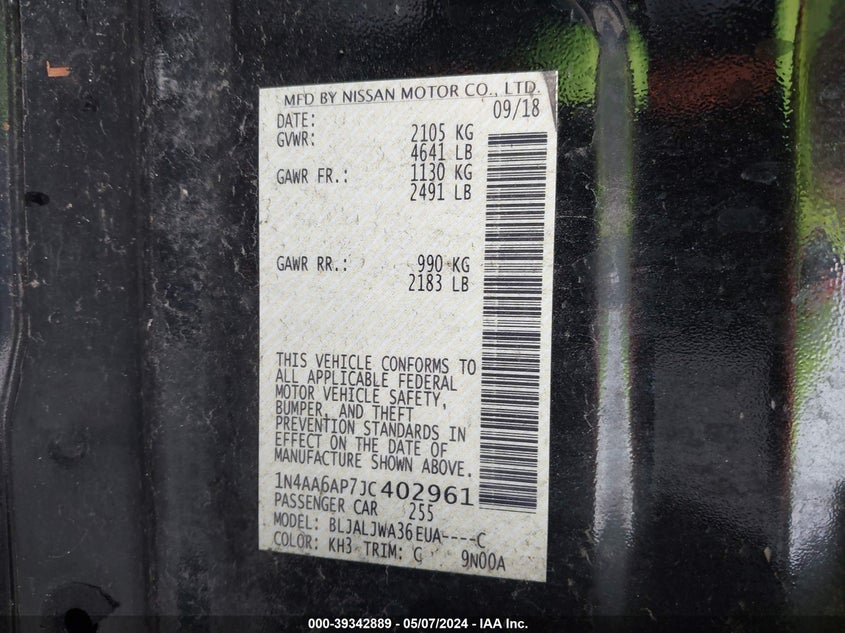 MFD BY NISSAN MOTOR CO., LTD.
DATE: 09/18
GVWR: 2105 KG
4641 LB
GAWR FR.: 1130 KG
2491 LB
GAWR RR.: 990 KG
2183 LB
THIS VEHICLE CONFORMS TO
ALL APPLICABLE FEDERAL
MOTOR VEHICLE SAFETY,
BUMPER, AND THEFT
PREVENTION STANDARDS IN
EFFECT ON THE DATE OF
MANUFACTURE SHOWN ABOVE.
1N4AA6AP7JC402961
PASSENGER CAR 255
MODEL: BLJALJWA36EUA----C
COLOR: KH3 TRIM: G 9N00A
000-39342889 - 05/07/2024 - IAA Inc.